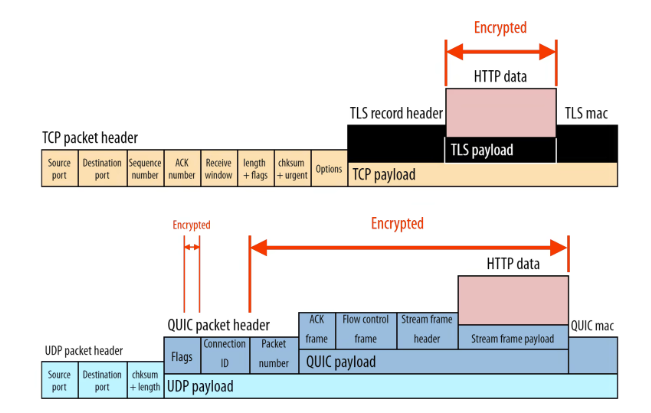 Encrypted
HTTP data
TLS record header
TLS mac
TCP packet header
TLS payload
Source
port
Destination
port
Sequence
number
ACK
number
Receive
window
length
+ flags
chksum
+ urgent
Options
TCP payload
Encrypted
Encrypted
HTTP data
QUIC packet header
ACK
frame
Flow control
frame
Stream frame
header
Stream frame payload
QUIC mac
UDP packet header
Flags
Connection
ID
Packet
number
QUIC payload
Source
port
Destination
port
chksum
+ length
UDP payload